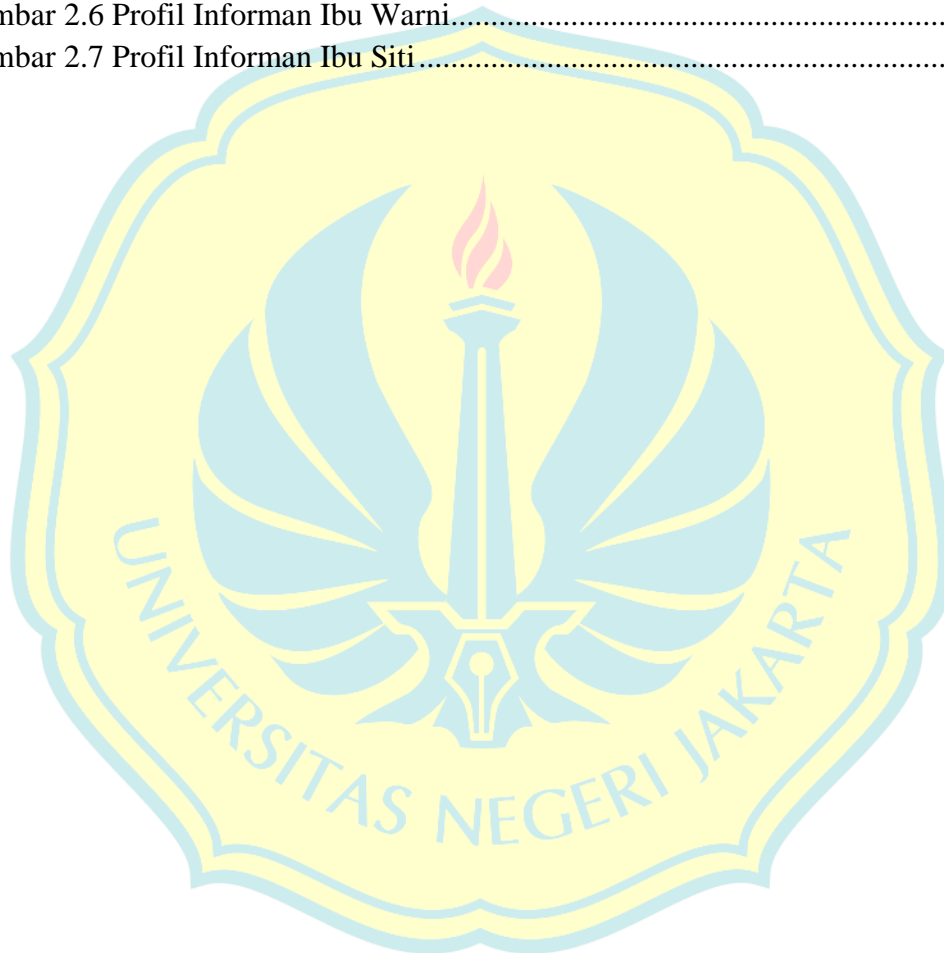 mbar 2.6 Profil Informan Ibu Warni................................................................
mbar 2.7 Profil Informan Ibu Siti....................................................................
UNIVERSITAS NEGERI JAKARTA